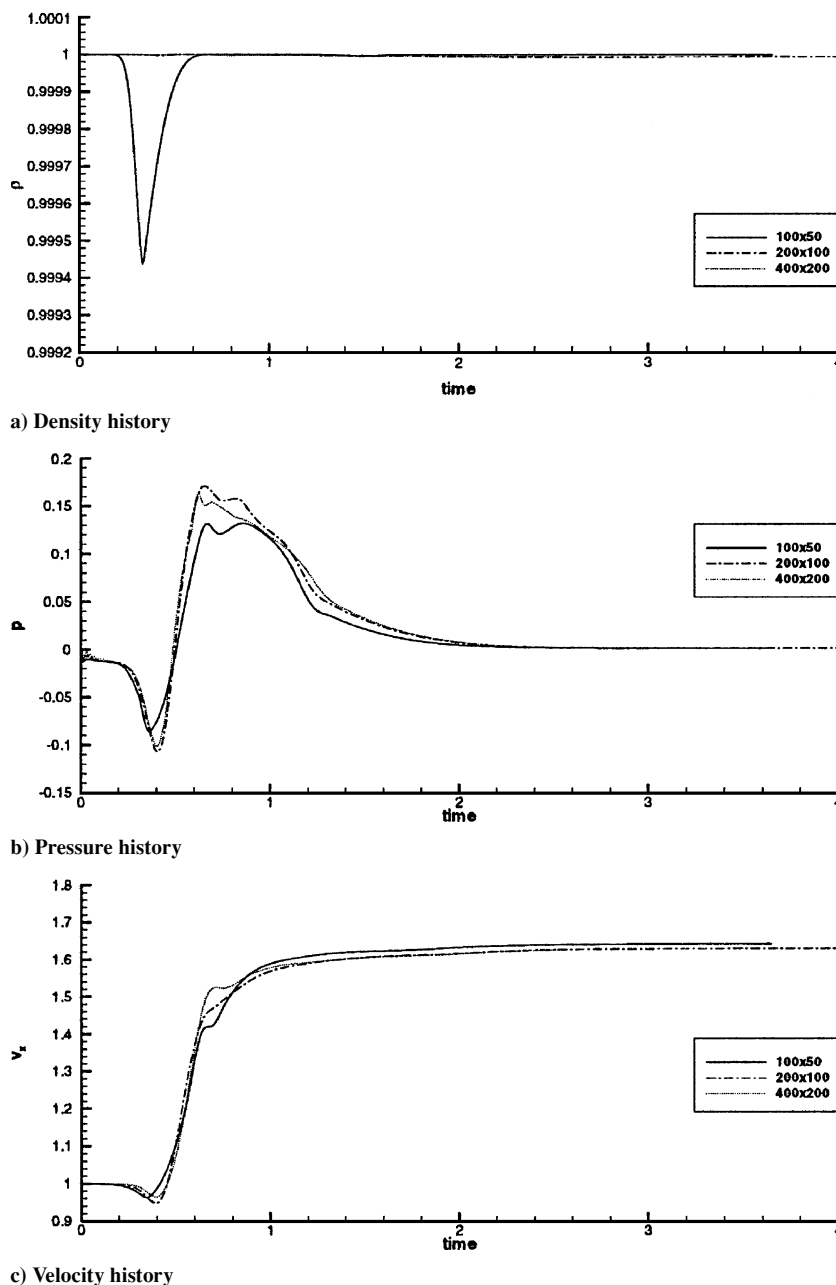 1.0001
1
0.9999
0.9998
0.9997
0.9996
0.9995
0.9994
0.9993
0.9992
ρ
0 1 2 3 4
time
100x50
200x100
400x200
a) Density history
0.2
0.15
0.1
0.05
0
-0.05
-0.1
-0.15
p
0 1 2 3 4
time
100x50
200x100
400x200
b) Pressure history
1.8
1.7
1.6
1.5
1.4
1.3
1.2
1.1
1
0.9
vx
0 1 2 3 4
time
100x50
200x100
400x200
c) Velocity history